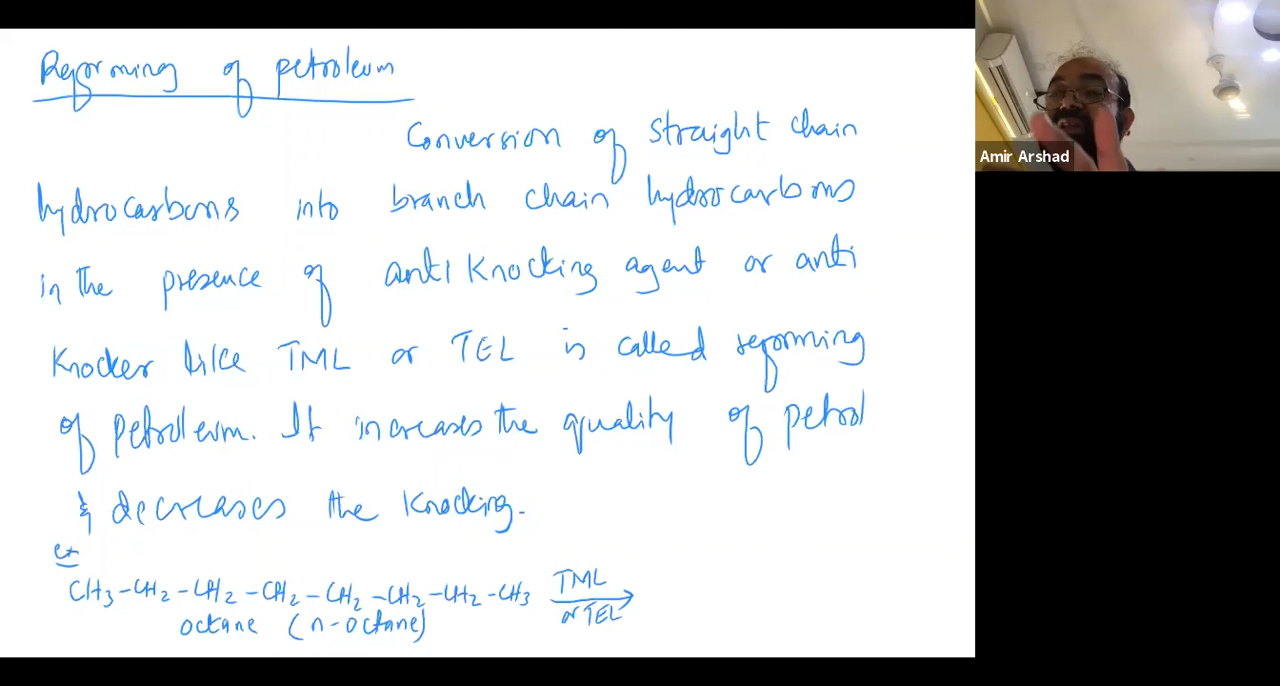 Reforming of petroleum
Conversion of straight chain
hydrocarbons into branch chain hydrocarbons
in the presence of anti knocking agent or anti
Knocker like TML or TEL is called reforming
of petroleum. It increases the quality of petrol
& decreases the knocking.
ex
CH3-CH2-CH2-CH2-CH2-CH2-CH2-CH3 TML
octane (n-octane) or TEL
Amir Arshad